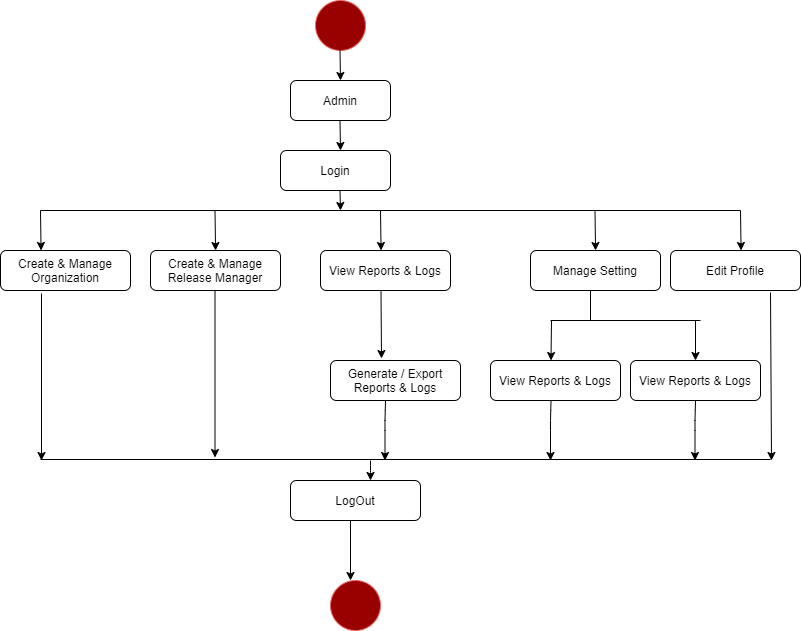 Admin
Login
Create & Manage
Organization
Create & Manage
Release Manager
View Reports & Logs
Manage Setting
Edit Profile
Generate / Export
Reports & Logs
View Reports & Logs
View Reports & Logs
LogOut